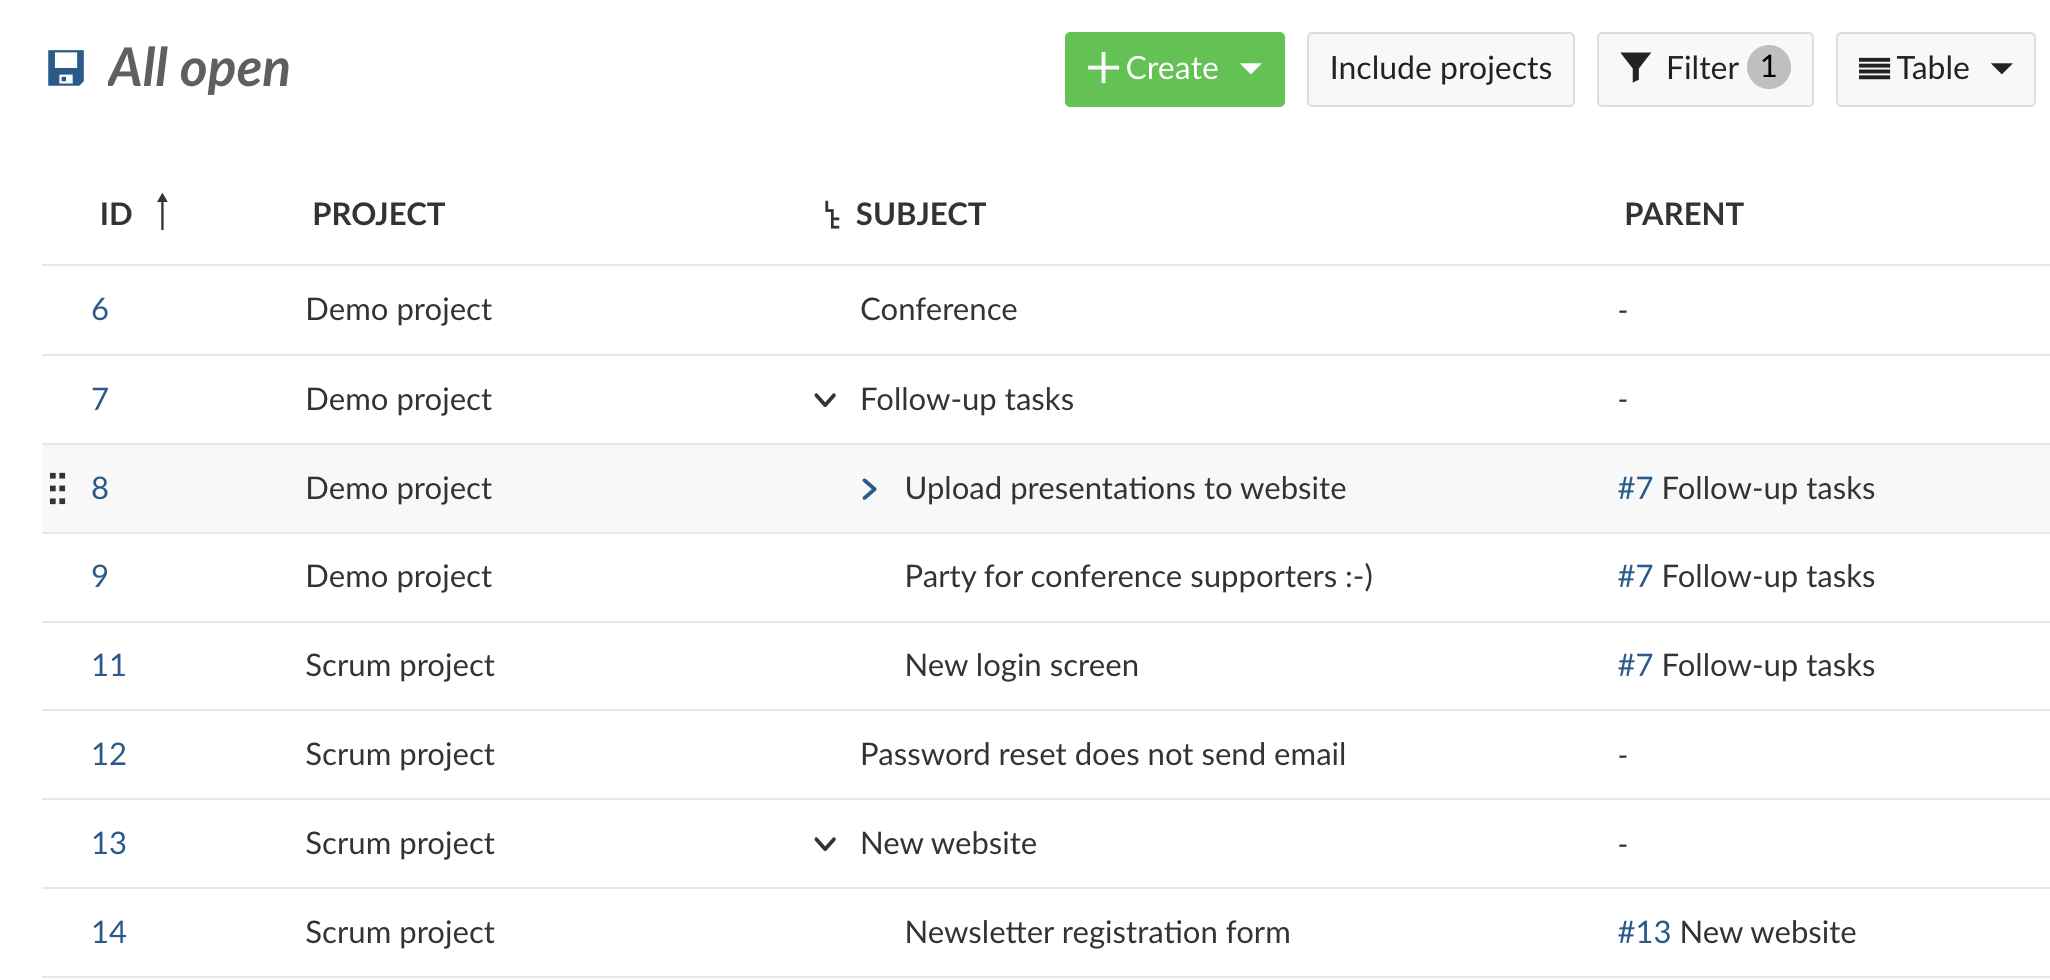 All open
Create Include projects Filter 1 Table
ID PROJECT SUBJECT PARENT
6 Demo project Conference -
7 Demo project Follow-up tasks -
8 Demo project Upload presentations to website #7 Follow-up tasks
9 Demo project Party for conference supporters :-) #7 Follow-up tasks
11 Scrum project New login screen #7 Follow-up tasks
12 Scrum project Password reset does not send email -
13 Scrum project New website -
14 Scrum project Newsletter registration form #13 New website